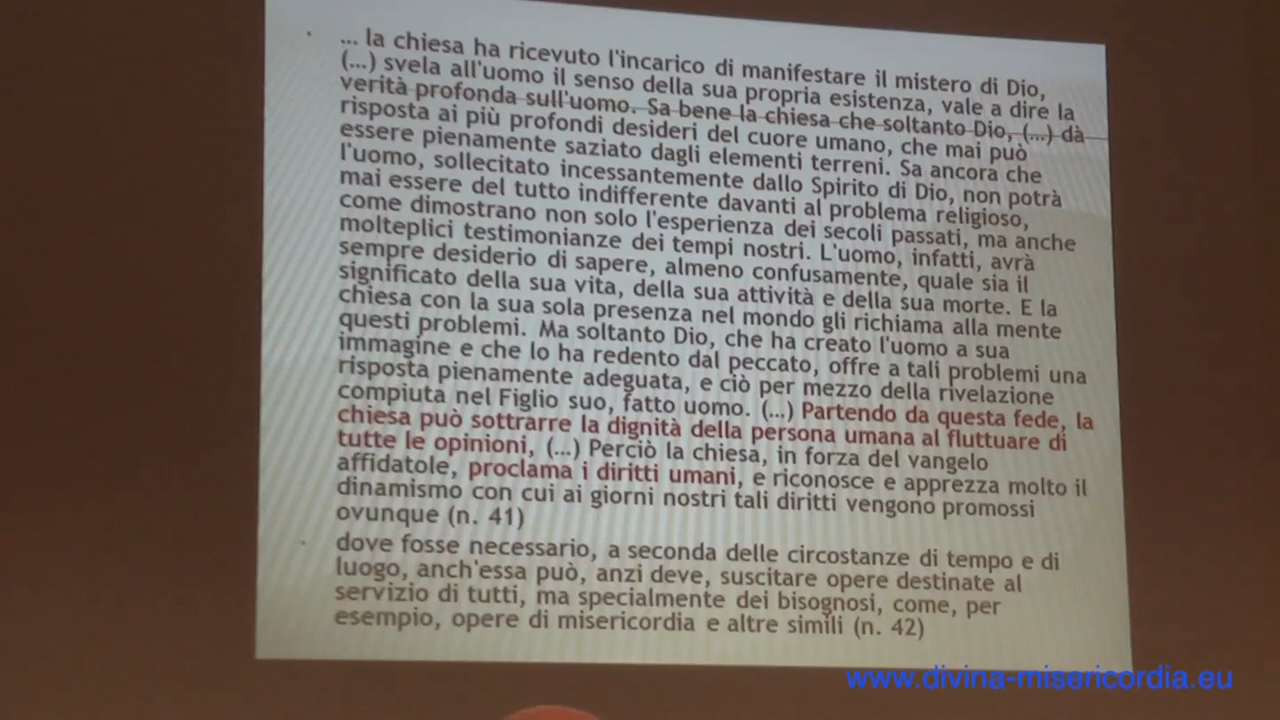 ... la chiesa ha ricevuto l'incarico di manifestare il mistero di Dio,
(...) svela all'uomo il senso della sua propria esistenza, vale a dire la
verità profonda sull'uomo. Sa bene la chiesa che soltanto Dio, (...) dà
risposta ai più profondi desideri del cuore umano, che mai può
essere pienamente saziato dagli elementi terreni. Sa ancora che
l'uomo, sollecitato incessantemente dallo Spirito di Dio, non potrà
mai essere del tutto indifferente davanti al problema religioso,
come dimostrano non solo l'esperienza dei secoli passati, ma anche
molteplici testimonianze dei tempi nostri. L'uomo, infatti, avrà
sempre desiderio di sapere, almeno confusamente, quale sia il
significato della sua vita, della sua attività e della sua morte. E la
chiesa con la sua sola presenza nel mondo gli richiama alla mente
questi problemi. Ma soltanto Dio, che ha creato l'uomo a sua
immagine e che lo ha redento dal peccato, offre a tali problemi una
risposta pienamente adeguata, e ciò per mezzo della rivelazione
compiuta nel Figlio suo, fatto uomo. (...) Partendo da questa fede, la
chiesa può sottrarre la dignità della persona umana al fluttuare di
tutte le opinioni, (...) Perciò la chiesa, in forza del vangelo
affidatole, proclama i diritti umani, e riconosce e apprezza molto il
dinamismo con cui ai giorni nostri tali diritti vengono promossi
ovunque (n. 41)
dove fosse necessario, a seconda delle circostanze di tempo e di
luogo, anch'essa può, anzi deve, suscitare opere destinate al
servizio di tutti, ma specialmente dei bisognosi, come, per
esempio, opere di misericordia e altre simili (n. 42)
www.divina-misericordia.eu